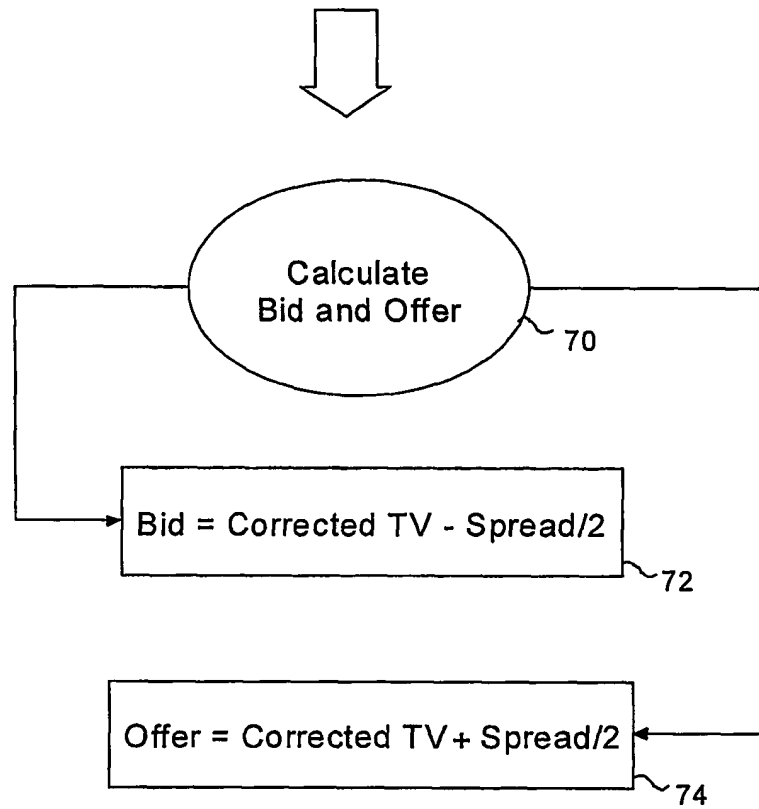 Calculate
Bid and Offer
70
Bid = Corrected TV - Spread/2
72
Offer = Corrected TV + Spread/2
74